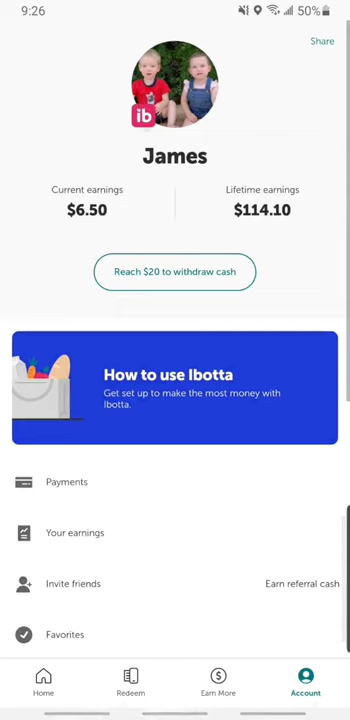 9:26
50%
Share
ib
James
Current earnings
$6.50
Lifetime earnings
$114.10
Reach $20 to withdraw cash
How to use Ibotta
Get set up to make the most money with
Ibotta.
Payments
Your earnings
Invite friends
Earn referral cash
Favorites
Home
Redeem
Earn More
Account